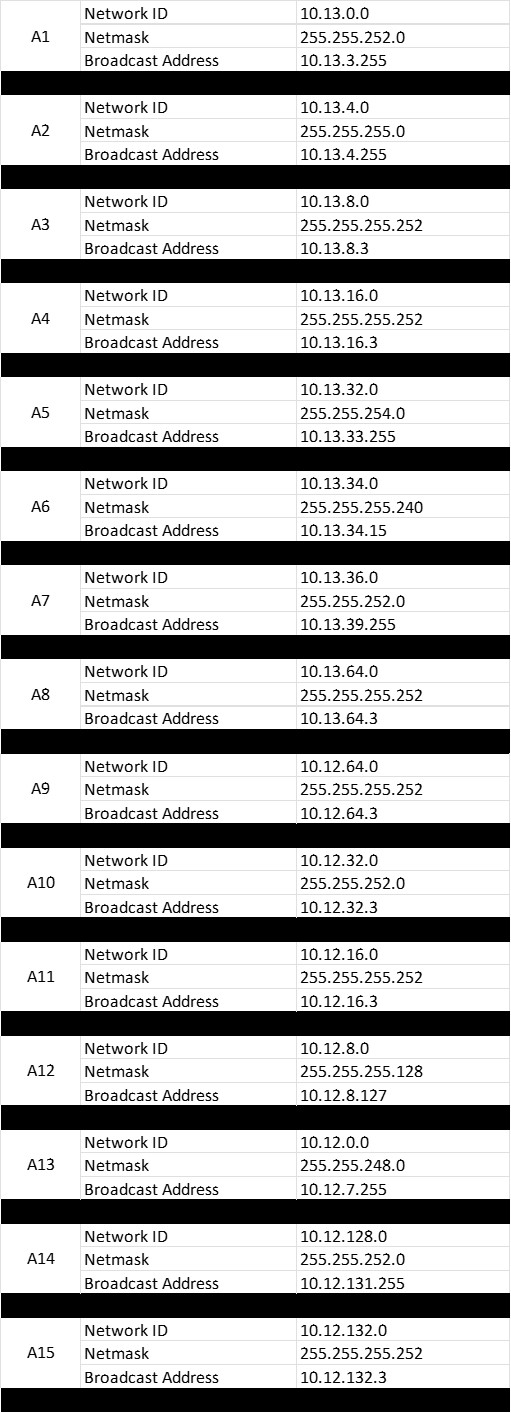 A1
Network ID 10.13.0.0
Netmask 255.255.252.0
Broadcast Address 10.13.3.255
A2
Network ID 10.13.4.0
Netmask 255.255.255.0
Broadcast Address 10.13.4.255
A3
Network ID 10.13.8.0
Netmask 255.255.255.252
Broadcast Address 10.13.8.3
A4
Network ID 10.13.16.0
Netmask 255.255.255.252
Broadcast Address 10.13.16.3
A5
Network ID 10.13.32.0
Netmask 255.255.254.0
Broadcast Address 10.13.33.255
A6
Network ID 10.13.34.0
Netmask 255.255.255.240
Broadcast Address 10.13.34.15
A7
Network ID 10.13.36.0
Netmask 255.255.252.0
Broadcast Address 10.13.39.255
A8
Network ID 10.13.64.0
Netmask 255.255.255.252
Broadcast Address 10.13.64.3
A9
Network ID 10.12.64.0
Netmask 255.255.255.252
Broadcast Address 10.12.64.3
A10
Network ID 10.12.32.0
Netmask 255.255.252.0
Broadcast Address 10.12.32.3
A11
Network ID 10.12.16.0
Netmask 255.255.255.252
Broadcast Address 10.12.16.3
A12
Network ID 10.12.8.0
Netmask 255.255.255.128
Broadcast Address 10.12.8.127
A13
Network ID 10.12.0.0
Netmask 255.255.248.0
Broadcast Address 10.12.7.255
A14
Network ID 10.12.128.0
Netmask 255.255.252.0
Broadcast Address 10.12.131.255
A15
Network ID 10.12.132.0
Netmask 255.255.255.252
Broadcast Address 10.12.132.3